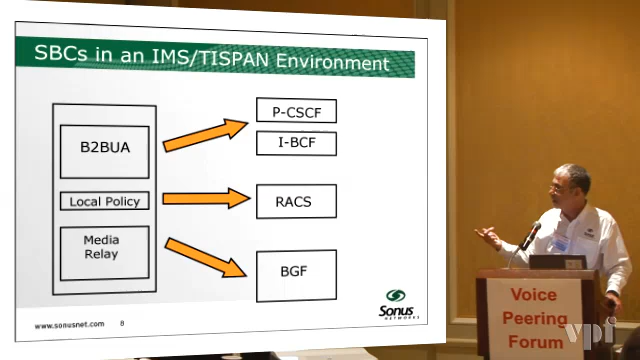 SBCs in an IMS/TISPAN Environment
B2BUA
Local Policy
Media
Relay
P-CSCF
I-BCF
RACS
BGF
Sonus
NETWORKS
www.sonusnet.com 8
Voice
Peering
Forum
vpi